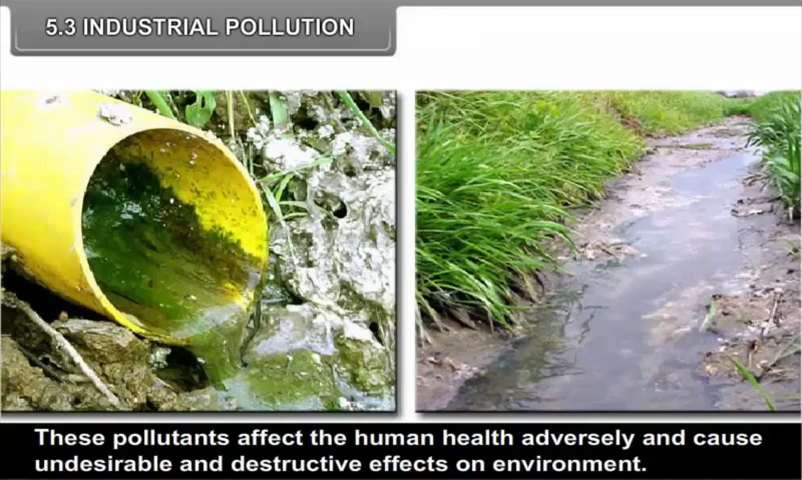 5.3 INDUSTRIAL POLLUTION
These pollutants affect the human health adversely and cause
undesirable and destructive effects on environment.